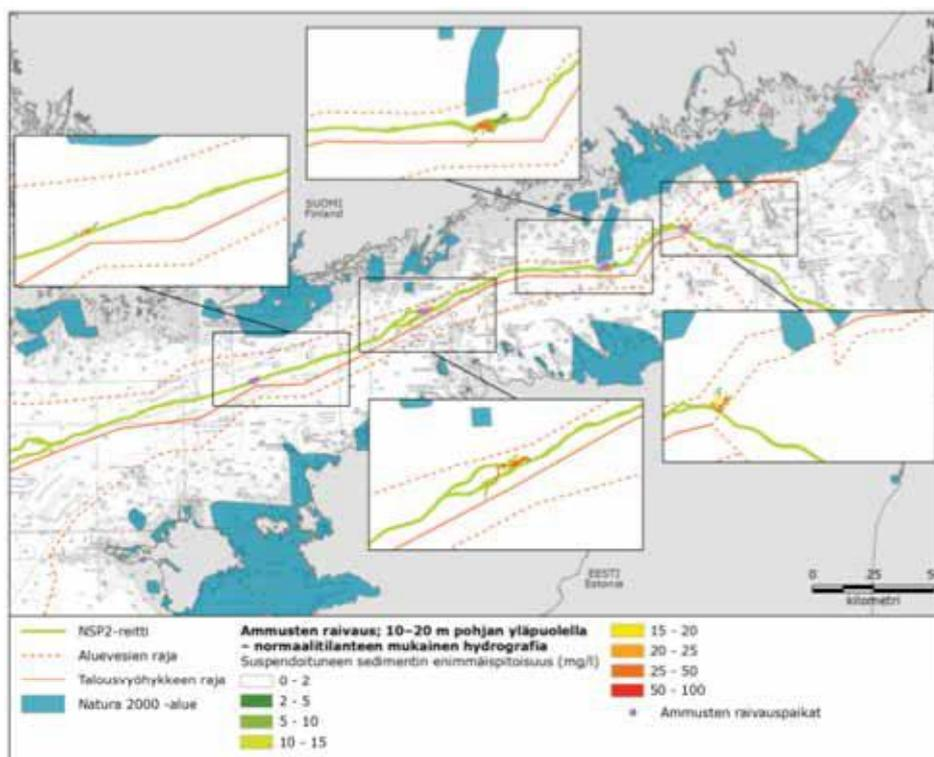 N
SUOMI
Finland
EESTI
Estonia
0 25 5
kilometri
NSP2-reitti
Aluevesien raja
Talousvyöhykkeen raja
Natura 2000 -alue
Ammusten raivaus; 10–20 m pohjan yläpuolella
– normaalitilanteen mukainen hydrografia
Suspendoituneen sedimentin enimmäispitoisuus (mg/l)
0 - 2
2 - 5
5 - 10
10 - 15
15 - 20
20 - 25
25 - 50
50 - 100
Ammusten raivauspaikat